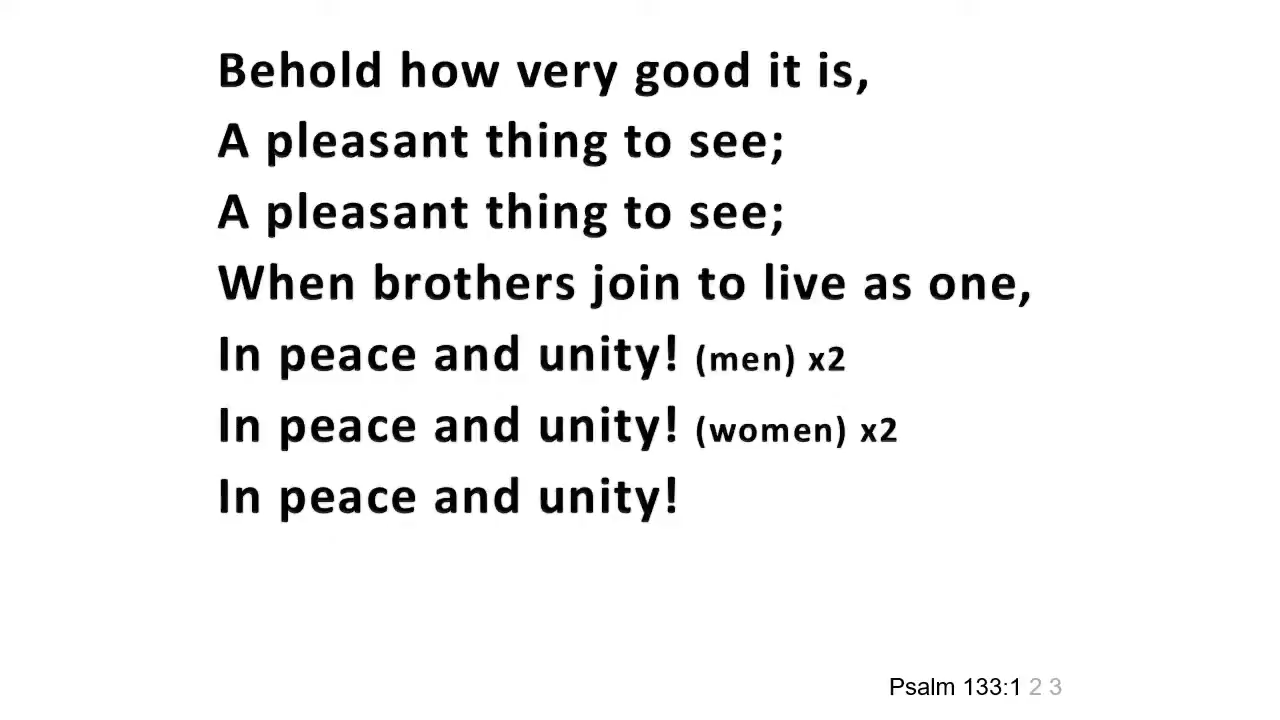 Behold how very good it is,
A pleasant thing to see;
A pleasant thing to see;
When brothers join to live as one,
In peace and unity! (men) x2
In peace and unity! (women) x2
In peace and unity!
Psalm 133:1 2 3